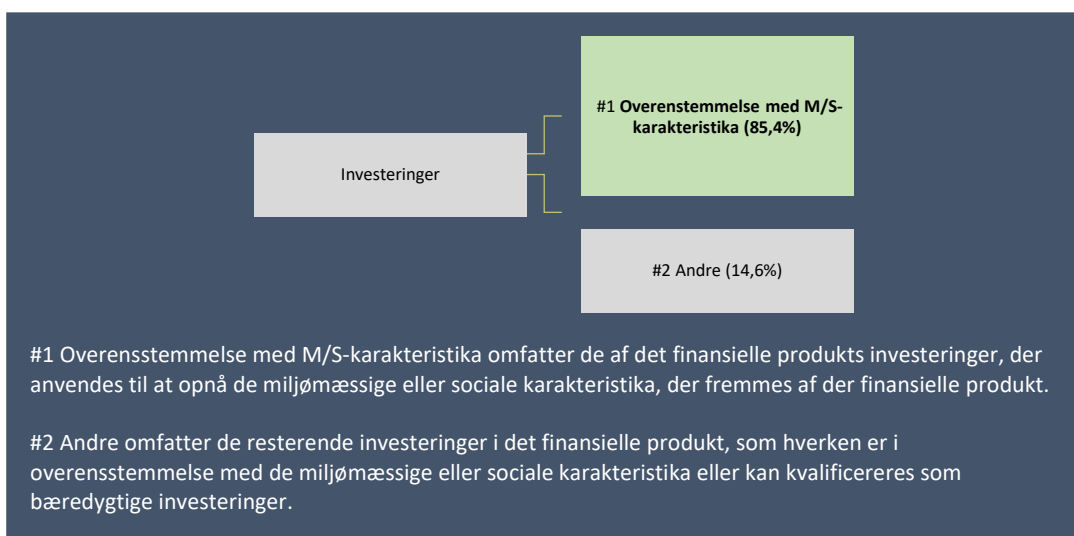 #1 Overenstemmelse med M/S-
karakteristika (85,4%)
Investeringer
#2 Andre (14,6%)
#1 Overensstemmelse med M/S-karakteristika omfatter de af det finansielle produkts investeringer, der
anvendes til at opnå de miljømæssige eller sociale karakteristika, der fremmes af der finansielle produkt.
#2 Andre omfatter de resterende investeringer i det finansielle produkt, som hverken er i
overensstemmelse med de miljømæssige eller sociale karakteristika eller kan kvalificereres som
bæredygtige investeringer.